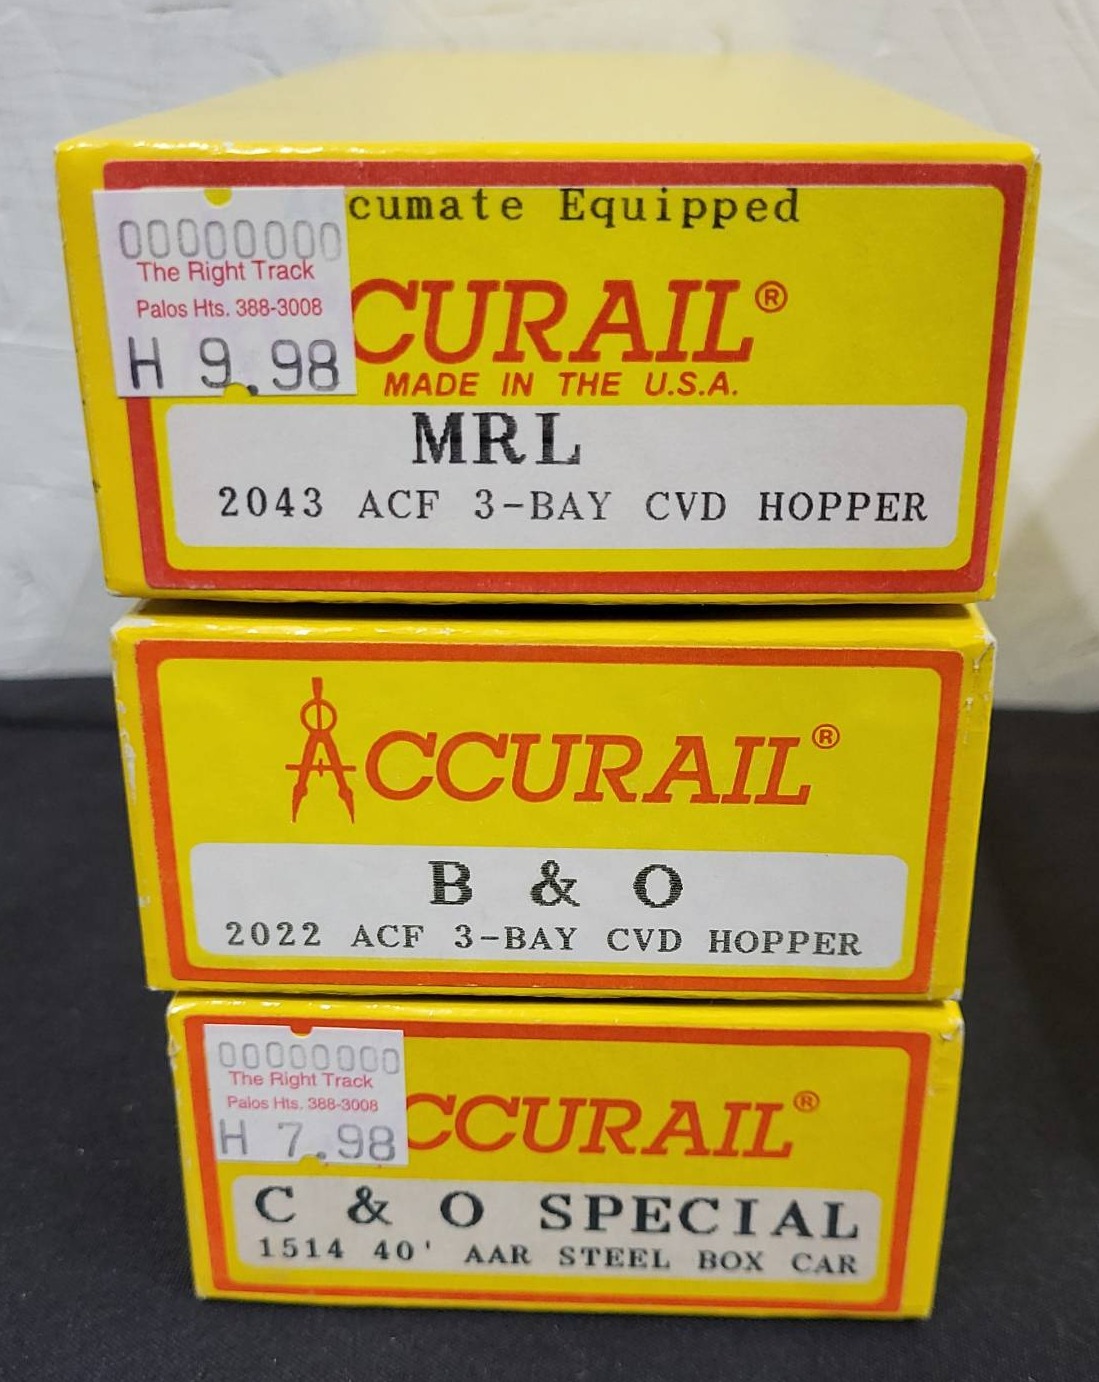 cumate Equipped
00000000
The Right Track
Palos Hts. 388-3008
H 9.98
CURAIL®
MADE IN THE U.S.A.
MRL
2043 ACF 3-BAY CVD HOPPER
ACCURAIL®
B & O
2022 ACF 3-BAY CVD HOPPER
00000000
The Right Track
Palos Hts. 388-3008
H 7.98
CCURAIL®
C & O SPECIAL
1514 40' AAR STEEL BOX CAR